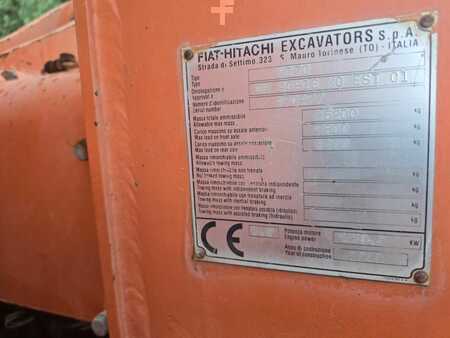 FIAT-HITACHI EXCAVATORS S.p.A.
Strada di Settimo, 323 S. Mauro Torinese (TO) - ITALIA
Tipo
Type
Omologazione n
Approval n
Numero di identificazione
Serial number
Massa totale ammissibile
Allowable max mass
kg
Carico massimo su assale anteriore
Max load on front axle
kg
Carico massimo su assale posteriore
Max load on rear axle
kg
Massa rimorchiabile ammissibile
Allowable towing mass
kg
Massa rimorchiabile non frenata
Not braked towing mass
kg
Massa rimorchiabile con frenatura indipendente
Towing mass with independent braking
kg
Massa rimorchiabile con frenatura ad inerzia
Towing mass with inertial braking
kg
Massa rimorchiabile con frenatura assistita (idraulica)
Towing mass with assisted braking (hydraulic)
kg
CE
Potenza motore
Engine power
KW
Anno di costruzione
Year of construction